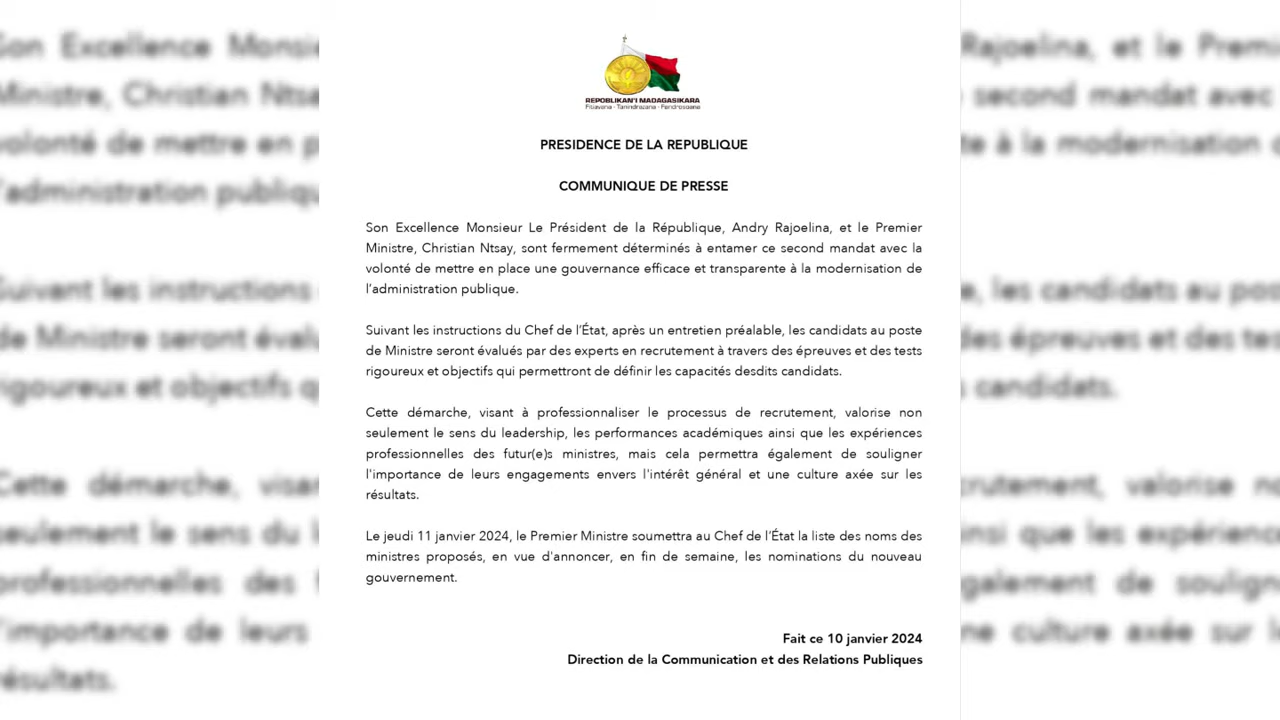 REPOBLIKAN'I MADAGASIKARA
Fitiavana - Tanindrazana - Fandrosoana
PRESIDENCE DE LA REPUBLIQUE
COMMUNIQUE DE PRESSE
Son Excellence Monsieur Le Président de la République, Andry Rajoelina, et le Premier
Ministre, Christian Ntsay, sont fermement déterminés à entamer ce second mandat avec la
volonté de mettre en place une gouvernance efficace et transparente à la modernisation de
l'administration publique.
Suivant les instructions du Chef de l'État, après un entretien préalable, les candidats au poste
de Ministre seront évalués par des experts en recrutement à travers des épreuves et des tests
rigoureux et objectifs qui permettront de définir les capacités desdits candidats.
Cette démarche, visant à professionnaliser le processus de recrutement, valorise non
seulement le sens du leadership, les performances académiques ainsi que les expériences
professionnelles des futur(e)s ministres, mais cela permettra également de souligner
l'importance de leurs engagements envers l'intérêt général et une culture axée sur les
résultats.
Le jeudi 11 janvier 2024, le Premier Ministre soumettra au Chef de l'État la liste des noms des
ministres proposés, en vue d'annoncer, en fin de semaine, les nominations du nouveau
gouvernement.
Fait ce 10 janvier 2024
Direction de la Communication et des Relations Publiques